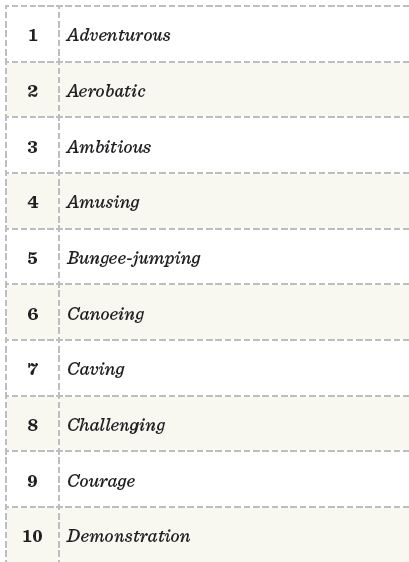 1 Adventurous
2 Aerobatic
3 Ambitious
4 Amusing
5 Bungee-jumping
6 Canoeing
7 Caving
8 Challenging
9 Courage
10 Demonstration